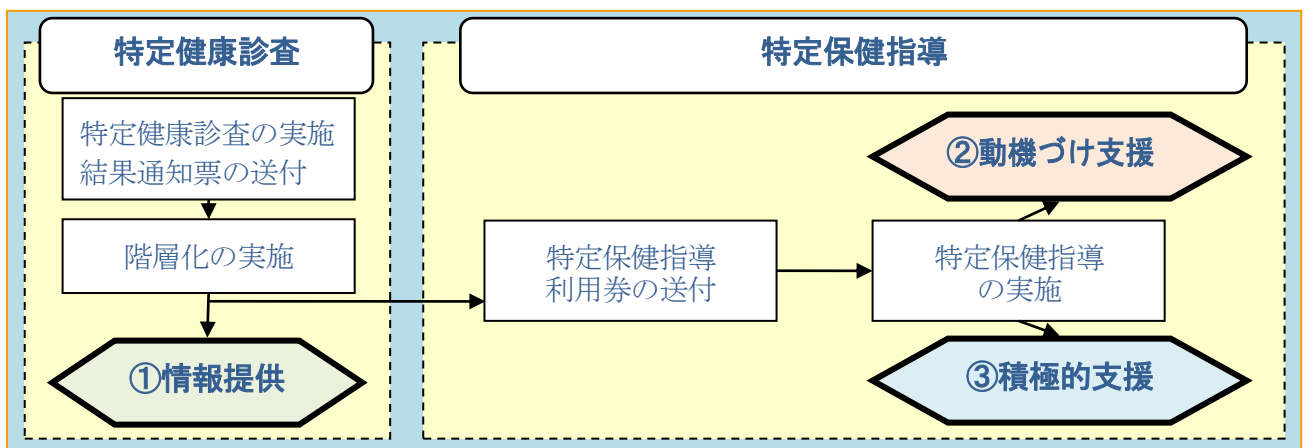 特定健康診査
特定健康診査の実施
結果通知票の送付
階層化の実施
①情報提供
特定保健指導
特定保健指導
利用券の送付
特定保健指導
の実施
②動機づけ支援
③積極的支援